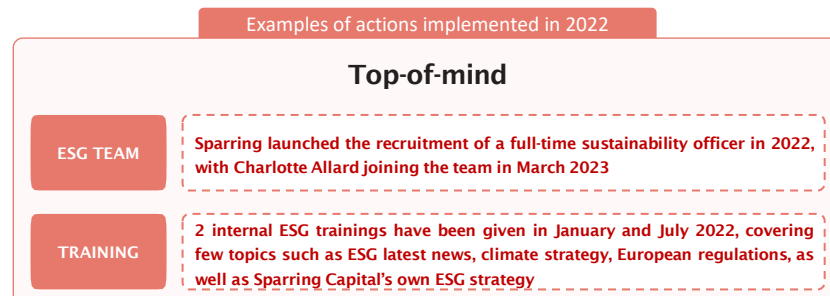 Examples of actions implemented in 2022
Top-of-mind
ESG TEAM
Sparring launched the recruitment of a full-time sustainability officer in 2022,
with Charlotte Allard joining the team in March 2023
TRAINING
2 internal ESG trainings have been given in January and July 2022, covering
few topics such as ESG latest news, climate strategy, European regulations, as
well as Sparring Capital's own ESG strategy